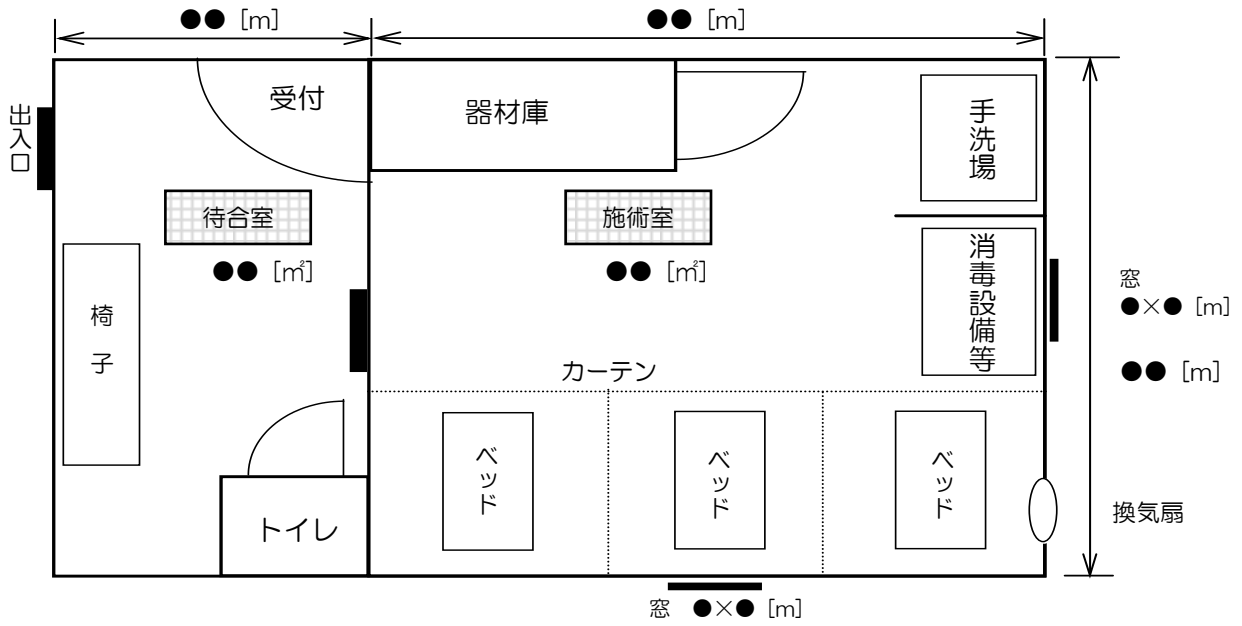 ●● [m]
●● [m]
出入口
受付
器材庫
手洗場
待合室
●● [㎡]
施術室
●● [㎡]
消毒設備等
窓
●×● [m]
●● [m]
椅子
カーテン
ベッド
ベッド
ベッド
トイレ
換気扇
窓 ●×● [m]